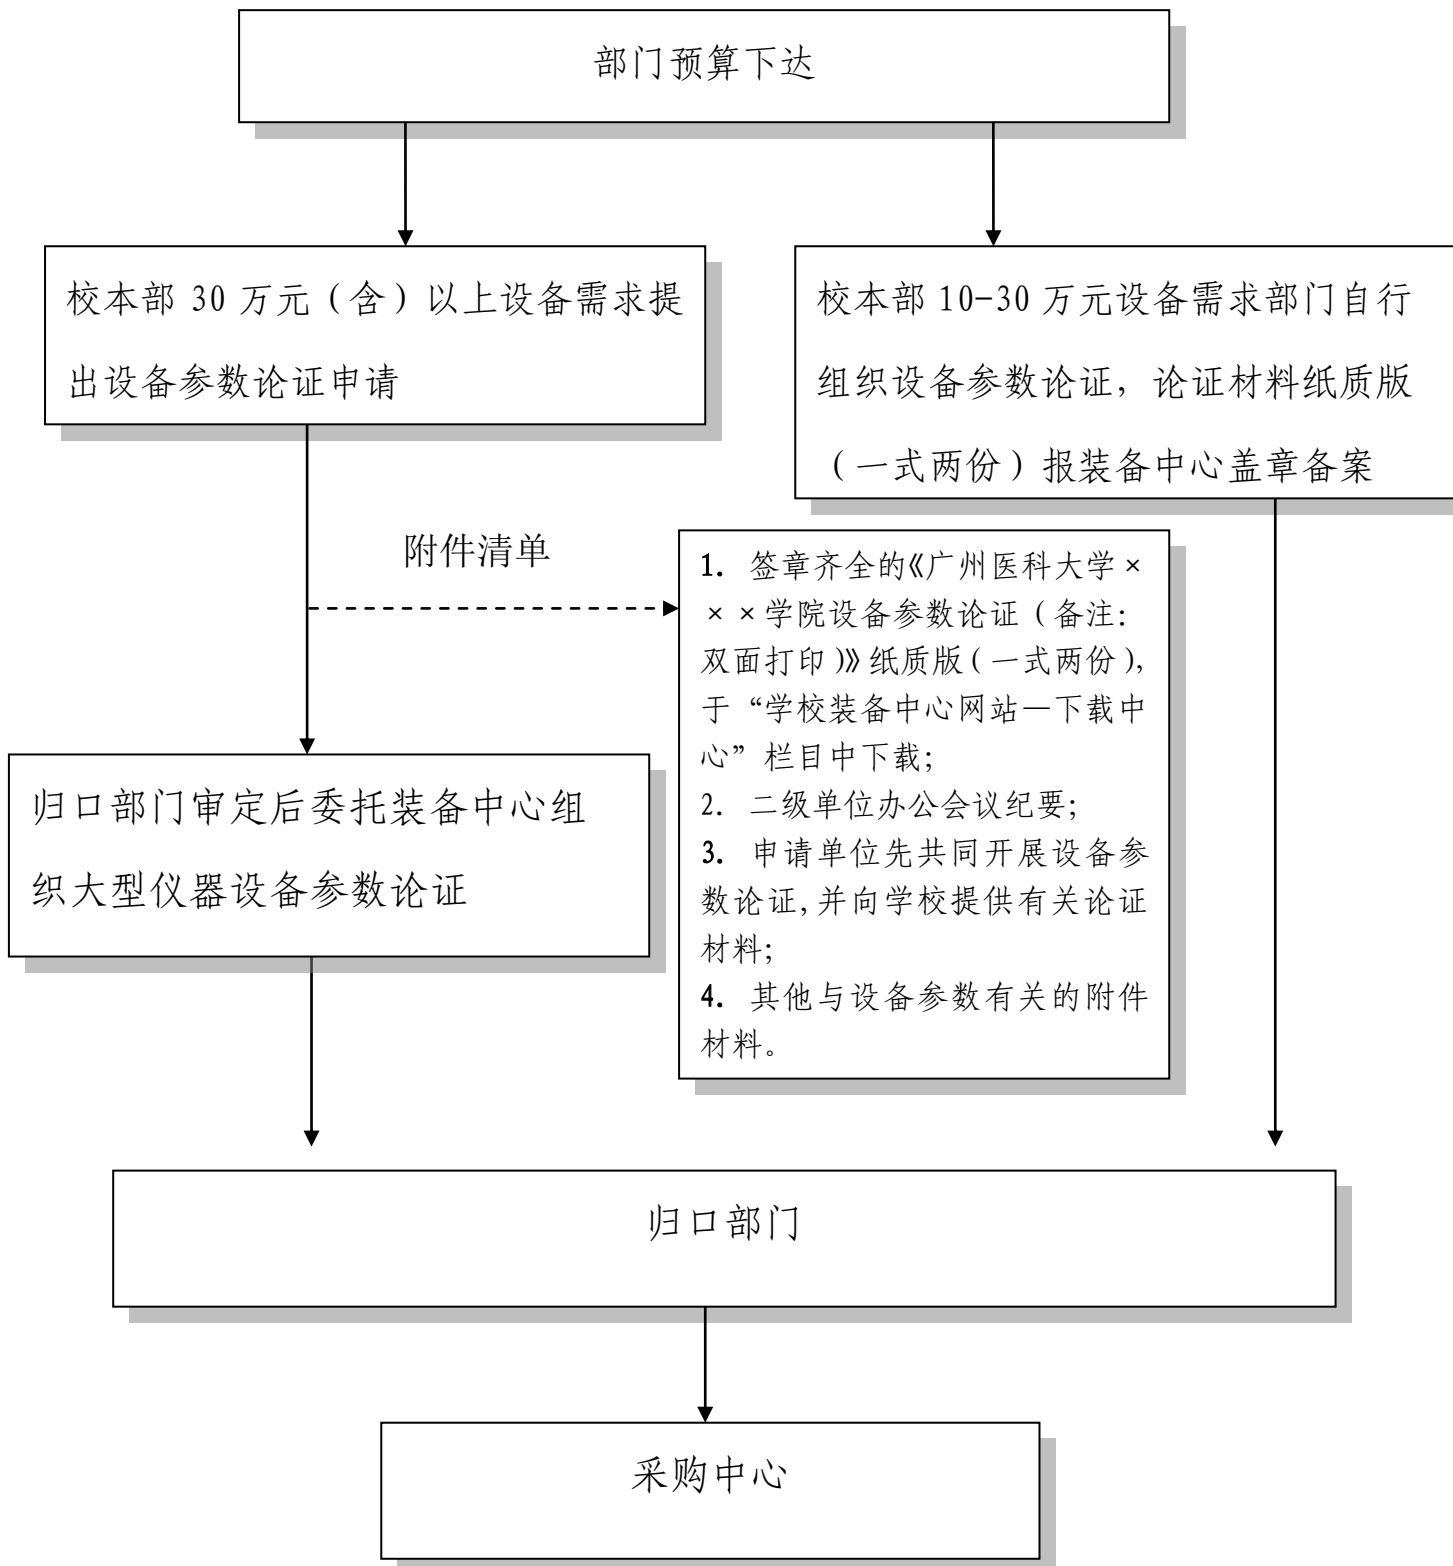 部门预算下达
校本部 30 万元（含）以上设备需求提
出设备参数论证申请
校本部 10-30 万元设备需求部门自行
组织设备参数论证，论证材料纸质版
（一式两份）报装备中心盖章备案
附件清单
1. 签章齐全的《广州医科大学×
××学院设备参数论证（备注：
双面打印）》纸质版（一式两份），
于“学校装备中心网站—下载中
心”栏目中下载；
2. 二级单位办公会议纪要；
3. 申请单位先共同开展设备参
数论证，并向学校提供有关论证
材料；
4. 其他与设备参数有关的附件
材料。
归口部门审定后委托装备中心组
织大型仪器设备参数论证
归口部门
采购中心